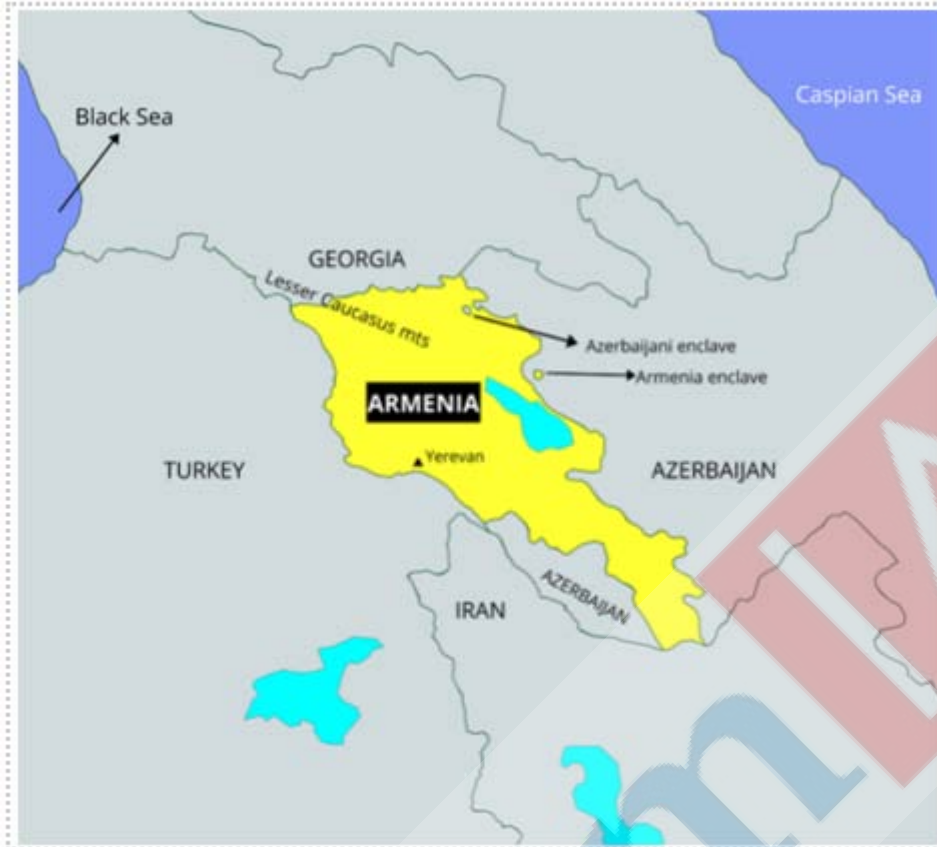 Caspian Sea
Black Sea
GEORGIA
Lesser Caucasus mts
Azerbaijani enclave
Armenia enclave
ARMENIA
Yerevan
TURKEY
AZERBAIJAN
AZERBAIJAN
IRAN